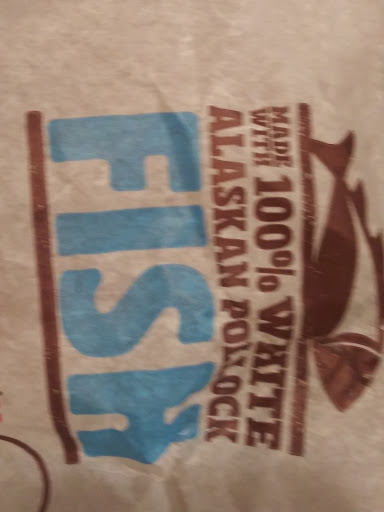 MADE WITH 100% WHITE
ALASKAN POLLOCK
FISH